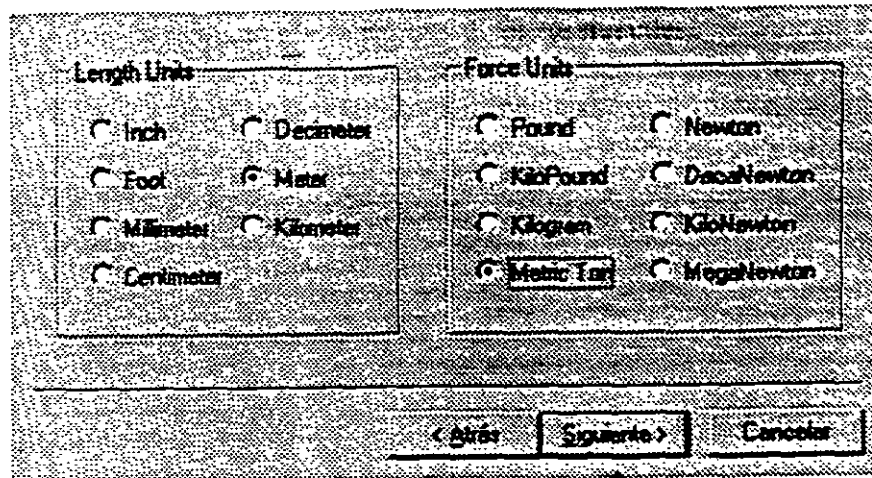 Length Units
Inch
Foot
Millimeter
Centimeter
Decimeter
Meter
Kilometer
Force Units
Pound
KiloPound
Kilogram
Metric Ton
Newton
DecaNewton
KiloNewton
MegaNewton
< Atrás
Siguiente >
Cancelar